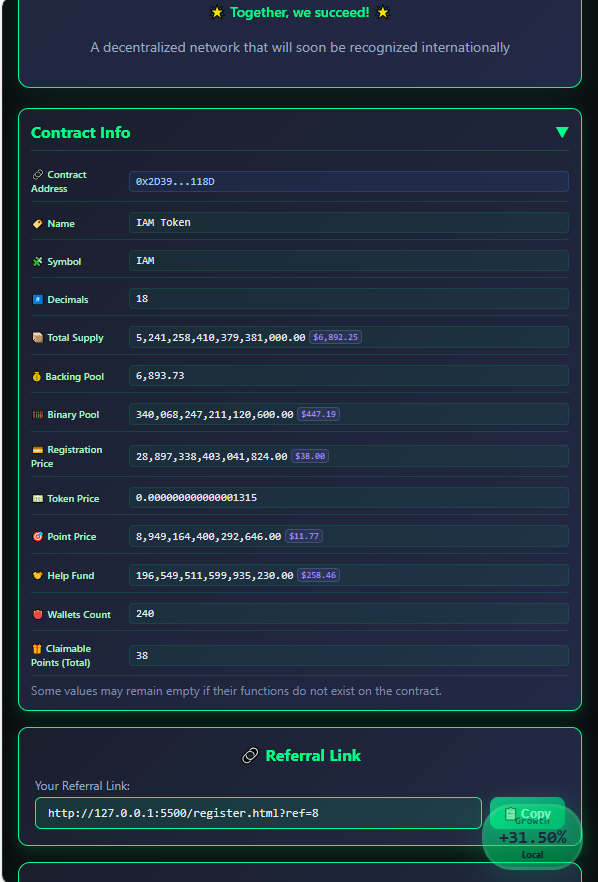 ⭐ Together, we succeed! ⭐
A decentralized network that will soon be recognized internationally
Contract Info ▼
🔗 Contract
Address
0x2D39...118D
🏷️ Name
IAM Token
💱 Symbol
IAM
#️⃣ Decimals
18
Total Supply
5,241,258,410,379,381,000.00 $6,892.25
💰 Backing Pool
6,893.73
🧮 Binary Pool
340,068,247,211,120,600.00 $447.19
💳 Registration
Price
28,897,338,403,041,824.00 $38.00
💵 Token Price
0.000000000000001315
🎯 Point Price
8,949,164,400,292,646.00 $11.77
🤝 Help Fund
196,549,511,599,935,230.00 $258.46
👛 Wallets Count
240
🎁 Claimable
Points (Total)
38
Some values may remain empty if their functions do not exist on the contract.
🔗 Referral Link
Your Referral Link:
http://127.0.0.1:5500/register.html?ref=8
📋 Copy
Growth
+31.50%
Local